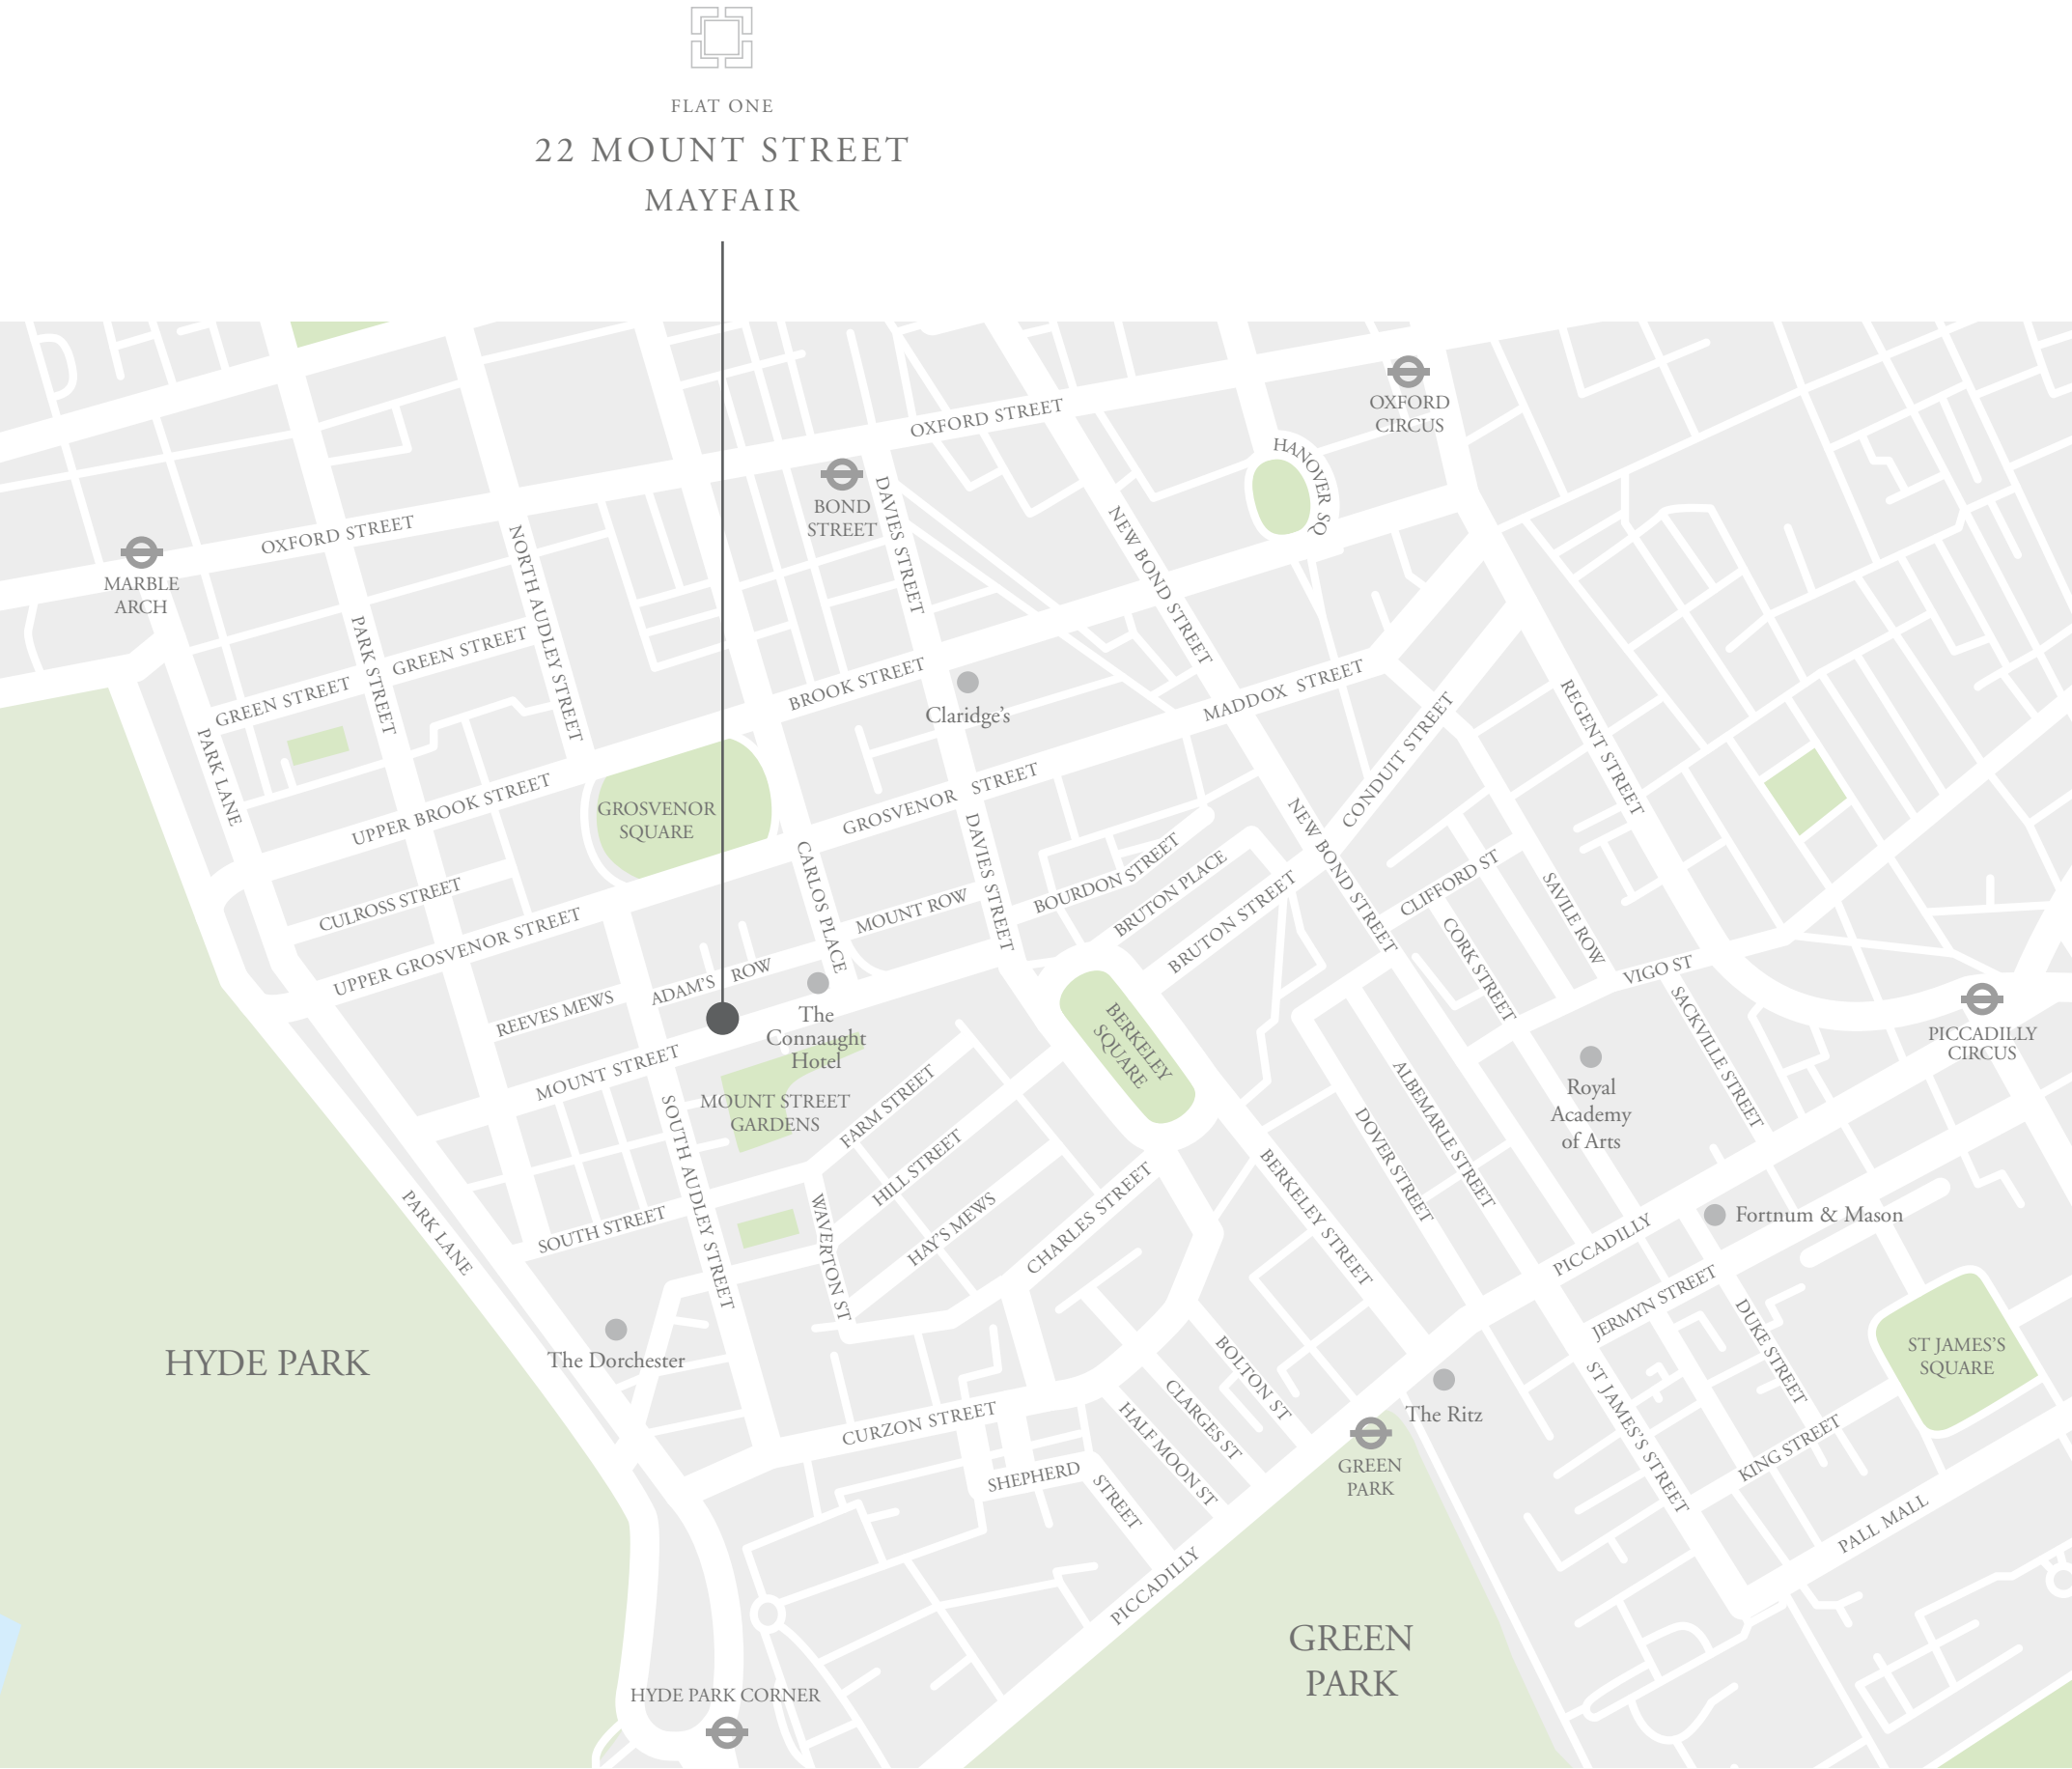 FLAT ONE
22 MOUNT STREET
MAYFAIR
OXFORD
CIRCUS
OXFORD STREET
HANOVER SQ
BOND
STREET
DAVIES STREET
NEW BOND STREET
OXFORD STREET
MARBLE
ARCH
NORTH AUDLEY STREET
PARK STREET
GREEN STREET
GREEN STREET
BROOK STREET
Claridge's
MADDOX STREET
CONDUIT STREET
REGENT STREET
PARK LANE
UPPER BROOK STREET
GROSVENOR
SQUARE
GROSVENOR STREET
NEW BOND STREET
CARLOS PLACE
DAVIES STREET
BOURDON STREET
BRUTON PLACE
BRUTON STREET
CLIFFORD ST
SAVILE ROW
CORK STREET
CULROSS STREET
UPPER GROSVENOR STREET
MOUNT ROW
ADAM'S ROW
REEVES MEWS
VIGO ST
SACKVILLE STREET
The
Connaught
Hotel
BERKELEY
SQUARE
PICCADILLY
CIRCUS
MOUNT STREET
MOUNT STREET
GARDENS
FARM STREET
HILL STREET
HAY'S MEWS
CHARLES STREET
SOUTH AUDLEY STREET
WAVERTON ST
SOUTH STREET
PARK LANE
BERKELEY STREET
DOVER STREET
ALBEMARLE STREET
Royal
Academy
of Arts
Fortnum & Mason
PICCADILLY
JERMYN STREET
DUKE STREET
ST JAMES'S
SQUARE
HYDE PARK
The Dorchester
BOLTON ST
CLARGES ST
HALF MOON ST
The Ritz
GREEN
PARK
ST JAMES'S STREET
KING STREET
PALL MALL
CURZON STREET
SHEPHERD
STREET
PICCADILLY
GREEN
PARK
HYDE PARK CORNER